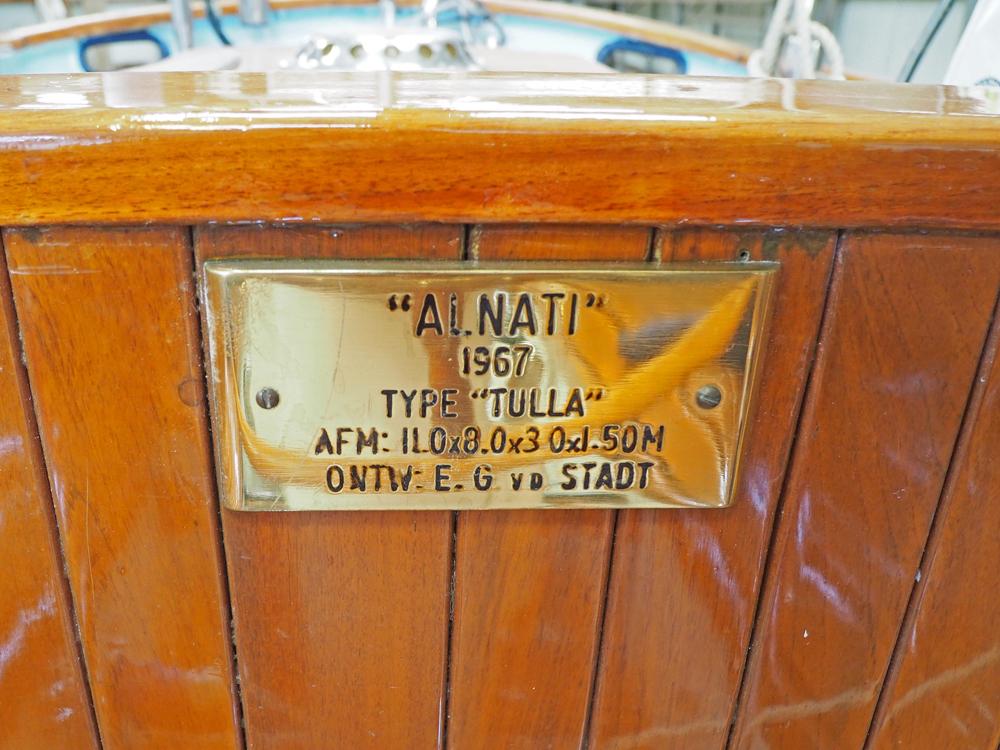 “ALNATI”
1967
TYPE “TULLA”
AFM: 11.0x8.0x3.0x1.50M
ONTW: E. G VD STADT